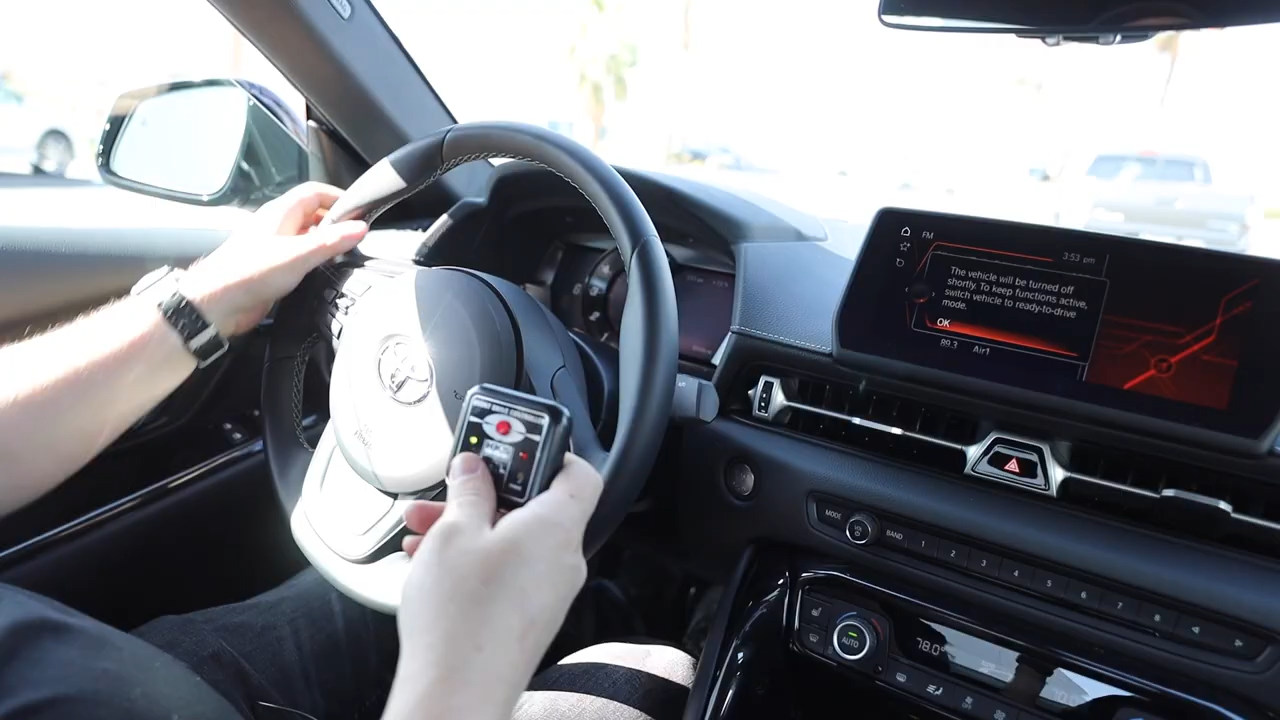 FM
3:53 pm
The vehicle will be turned off
shortly. To keep functions active,
switch vehicle to ready-to-drive
mode.
OK
89.3 Air1
MODE
VOL
BAND
1
2
3
4
5
6
7
8
AUTO
78.0°